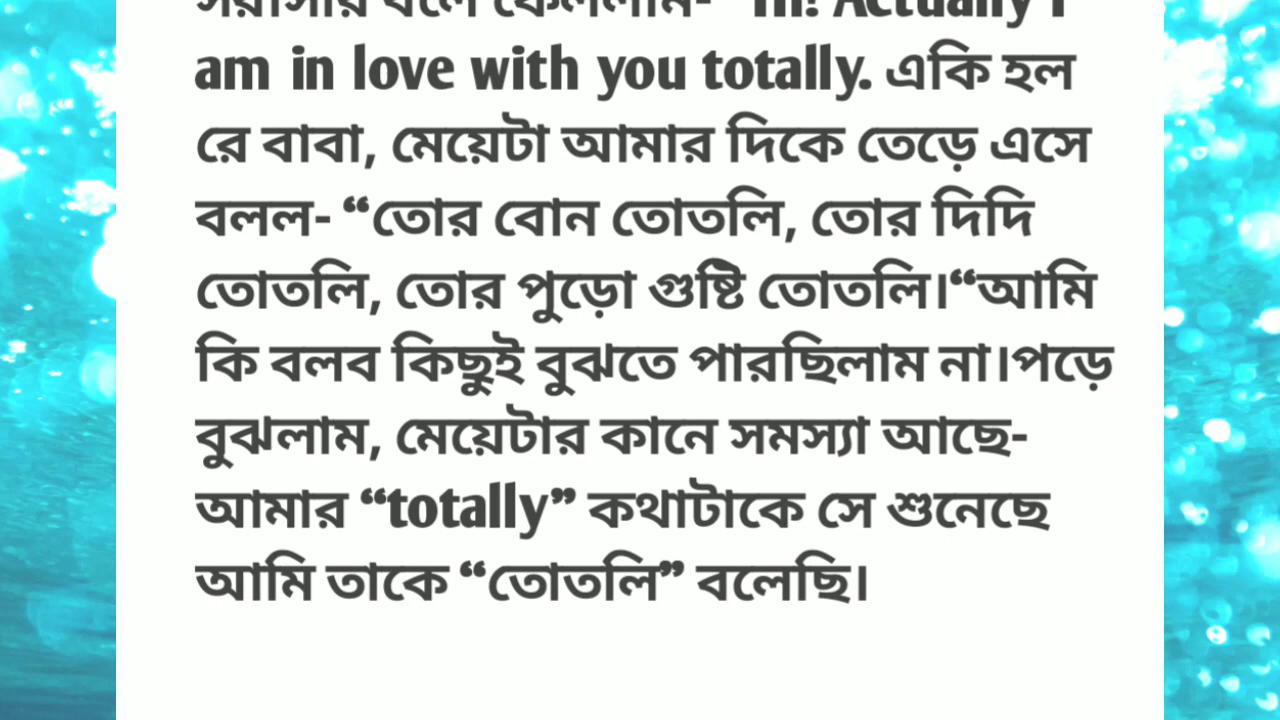 সরাসরি বলে ফেললাম- “Hi! Actually I
am in love with you totally. একি হল
রে বাবা, মেয়েটা আমার দিকে তেড়ে এসে
বলল- “তোর বোন তোতলি, তোর দিদি
তোতলি, তোর পুড়ো গুষ্টি তোতলি।“আমি
কি বলব কিছুই বুঝতে পারছিলাম না।পড়ে
বুঝলাম, মেয়েটার কানে সমস্যা আছে-
আমার “totally” কথাটাকে সে শুনেছে
আমি তাকে “তোতলি” বলেছি।